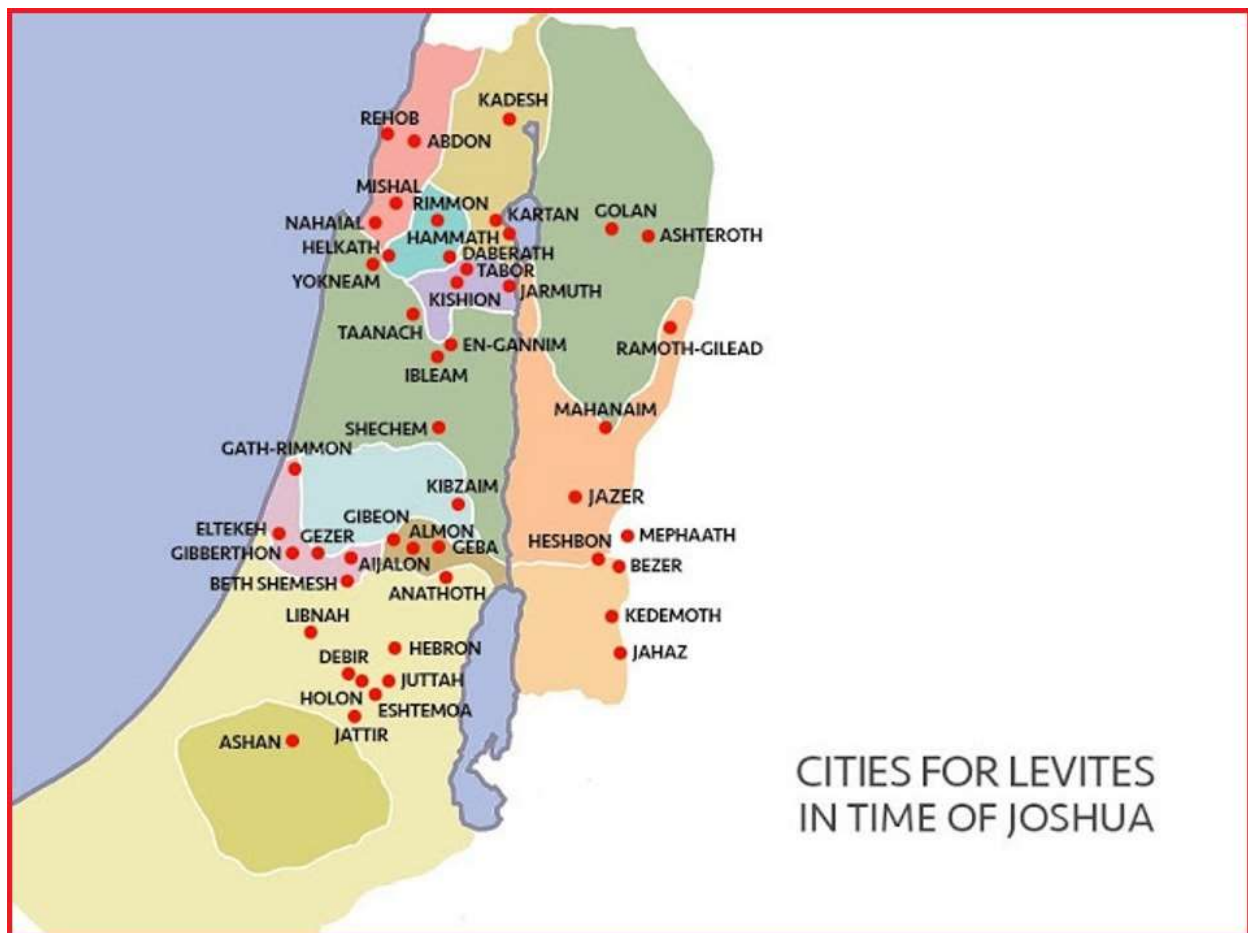 KADESH
REHOB
ABDON
MISHAL
RIMMON
KARTAN
GOLAN
NAHAIAL
HAMMATH
ASHTEROTH
HELKATH
DABERATH
TABOR
YOKNEAM
KISHION
JARMUTH
TAANACH
EN-GANNIM
RAMOTH-GILEAD
IBLEAM
MAHANAIM
SHECHEM
GATH-RIMMON
KIBZAIM
JAZER
GIBEON
ELTEKEH
GEZER
ALMON
MEPHAATH
HESHBON
GIBBERTHON
GEBA
AIJALON
BEZER
BETH SHEMESH
ANATHOTH
LIBNAH
KEDEMOTH
HEBRON
JAHAZ
DEBIR
JUTTAH
HOLON
ESHTEMOA
JATTIR
ASHAN
CITIES FOR LEVITES
IN TIME OF JOSHUA